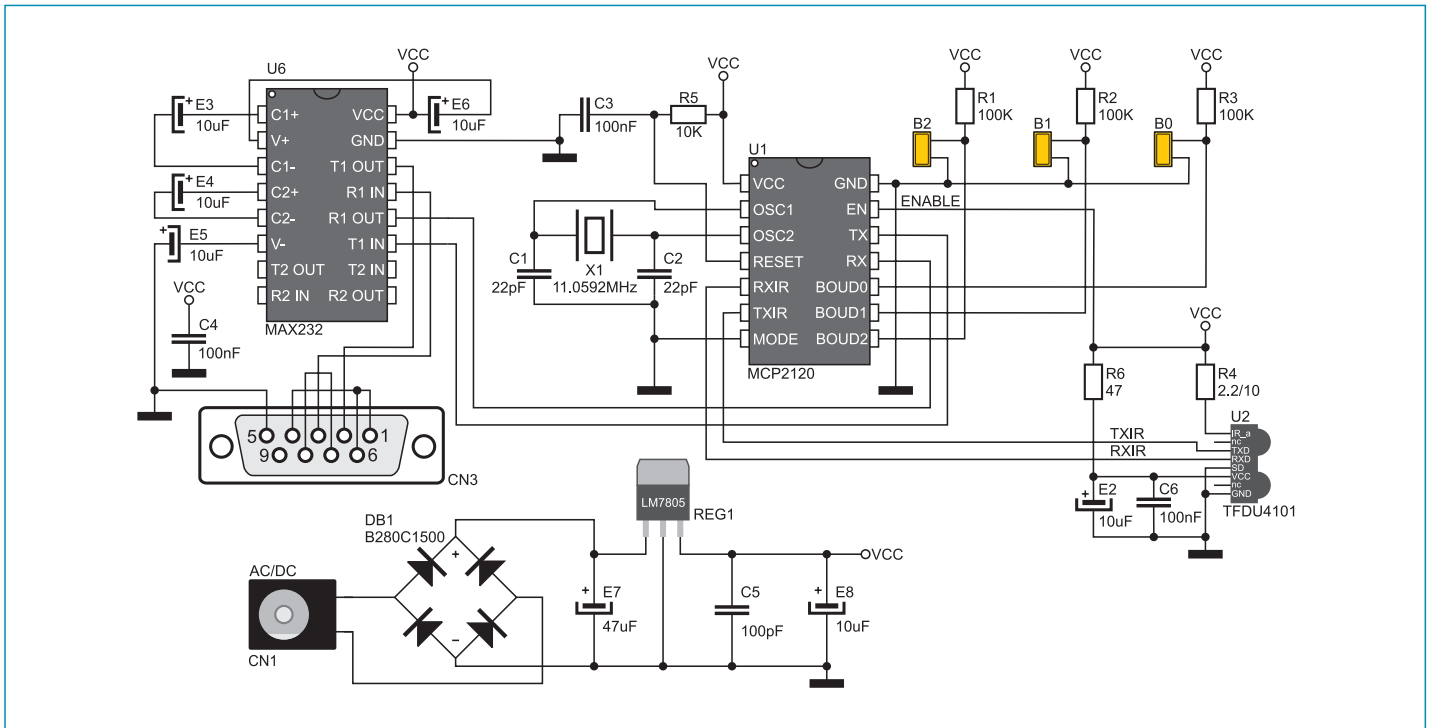 U6
VCC
E3
10uF
C1+
V+
C1-
C2+
C2-
V-
T2 OUT
R2 IN
VCC
GND
T1 OUT
R1 IN
R1 OUT
T1 IN
T2 IN
R2 OUT
MAX232
E6
10uF
E4
10uF
E5
10uF
VCC
C4
100nF
5
1
9
6
CN3
C3
100nF
R5
10K
VCC
U1
VCC
OSC1
OSC2
RESET
RXIR
TXIR
MODE
GND
EN
TX
RX
BOUD0
BOUD1
BOUD2
MCP2120
ENABLE
C1
22pF
X1
11.0592MHz
C2
22pF
VCC
R1
100K
B2
VCC
R2
100K
B1
VCC
R3
100K
B0
VCC
R6
47
R4
2.2/10
U2
IR_a
nc
TXD
RXD
SD
VCC
nc
GND
TFDU4101
TXIR
RXIR
E2
10uF
C6
100nF
AC/DC
CN1
DB1
B280C1500
+
–
LM7805
REG1
E7
47uF
C5
100pF
E8
10uF
VCC